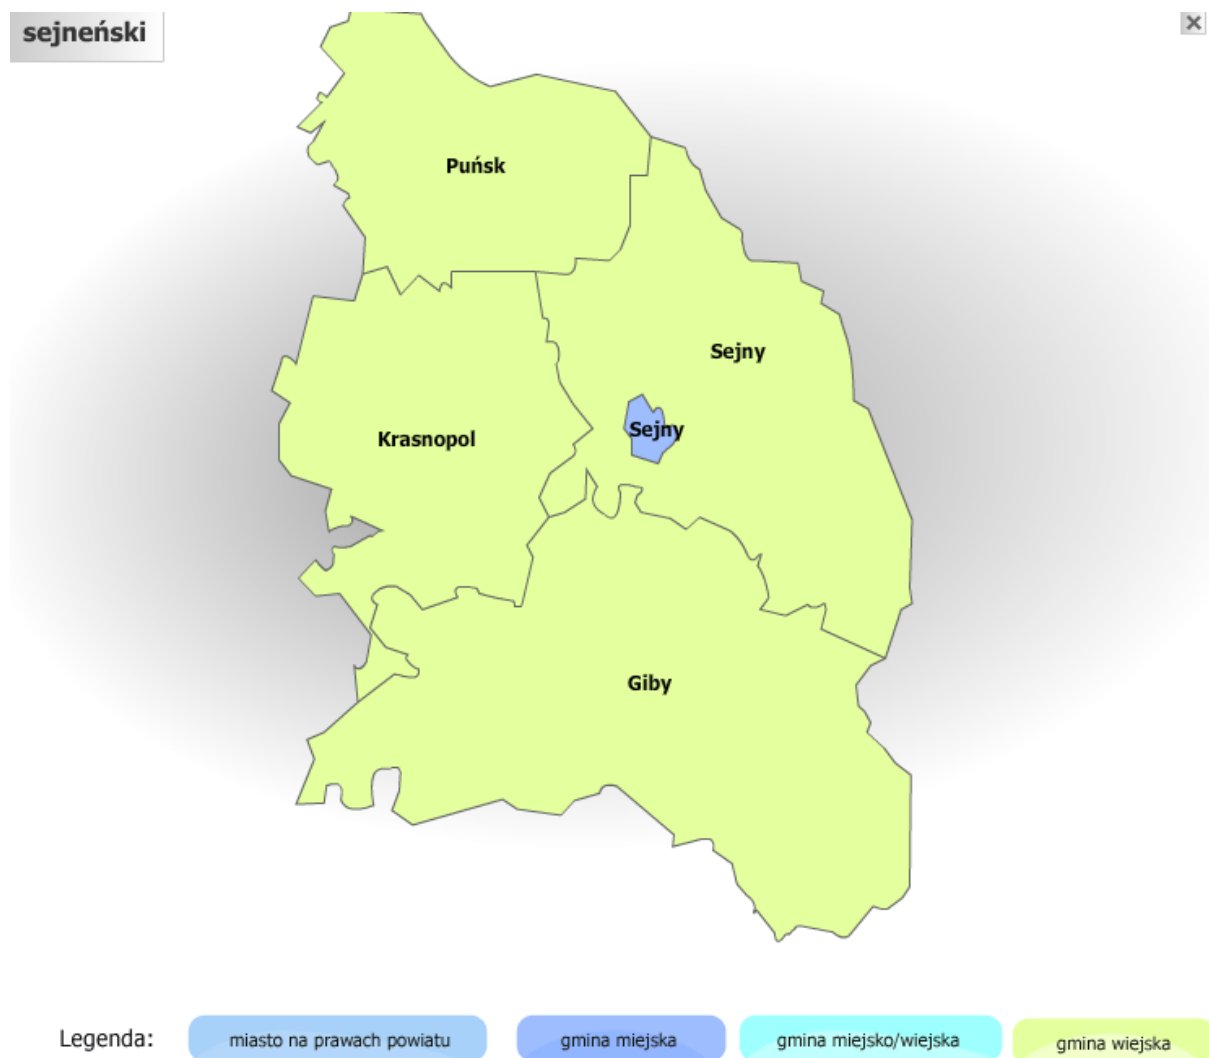 sejneński
Puńsk
Sejny
Sejny
Krasnopol
Giby
Legenda:
miasto na prawach powiatu
gmina miejska
gmina miejsko/wiejska
gmina wiejska